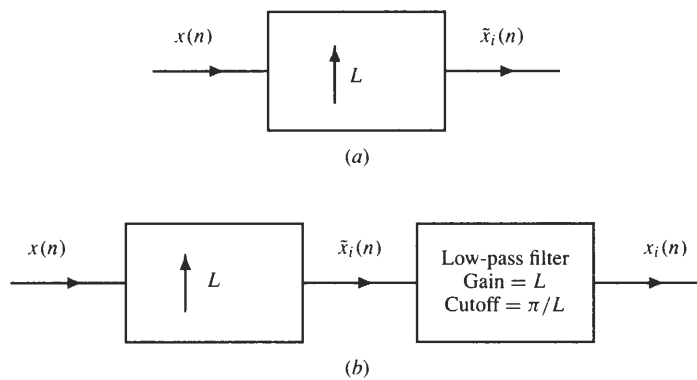 x(n)
x̃ᵢ(n)
L
(a)
x(n)
L
x̃ᵢ(n)
Low-pass filter
Gain = L
Cutoff = π/L
xᵢ(n)
(b)